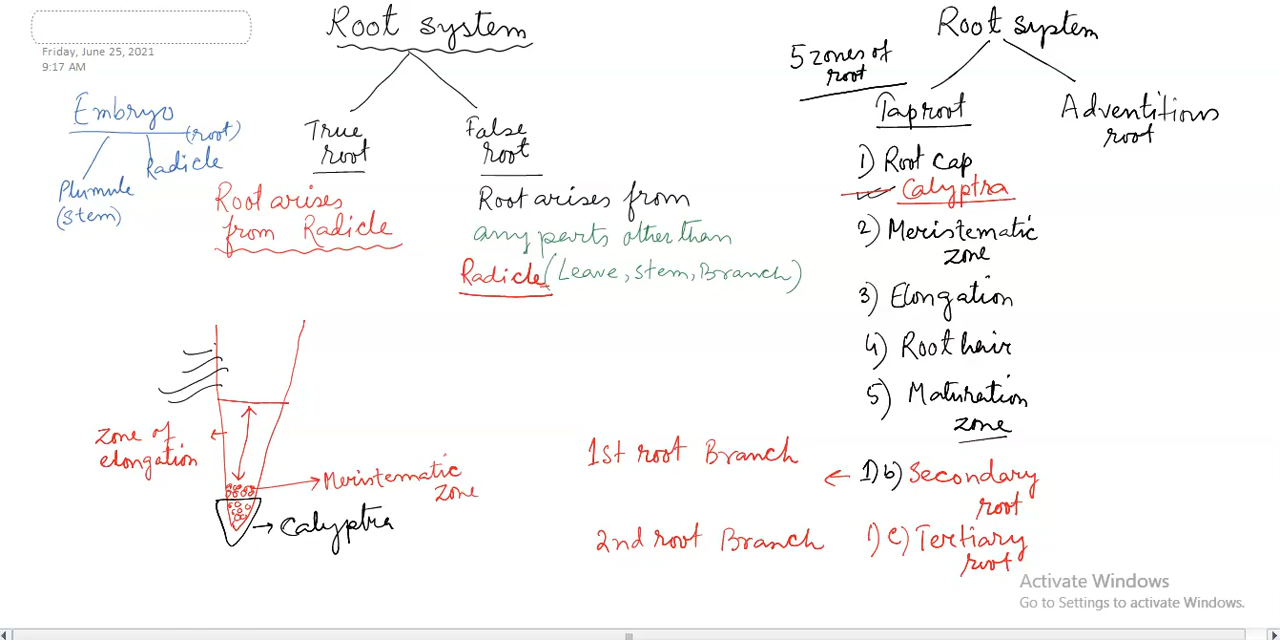 Friday, June 25, 2021
9:17 AM
Root system
Embryo
(root)
Radicle
Plumule
(stem)
True
root
False
root
Root arises
from Radicle
Root arises from
any parts other than
Radicle (Leave, stem, Branch)
Zone of
elongation
Meristematic
zone
Calyptra
Root system
5 zones of
root
Taproot
Adventitions
root
1) Root cap
Calyptra
2) Meristematic
zone
3) Elongation
4) Root hair
5) Maturation
zone
1st root Branch
1) b) Secondary
root
2nd root Branch
1) c) Tertiary
root
Activate Windows
Go to Settings to activate Windows.